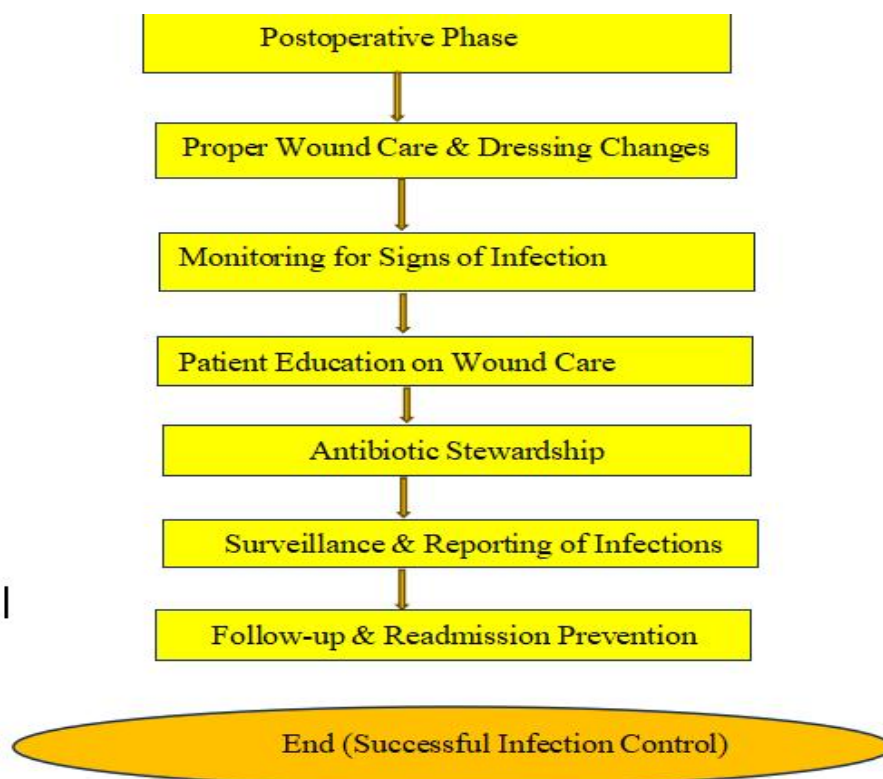 Postoperative Phase
Proper Wound Care & Dressing Changes
Monitoring for Signs of Infection
Patient Education on Wound Care
Antibiotic Stewardship
Surveillance & Reporting of Infections
Follow-up & Readmission Prevention
End (Successful Infection Control)